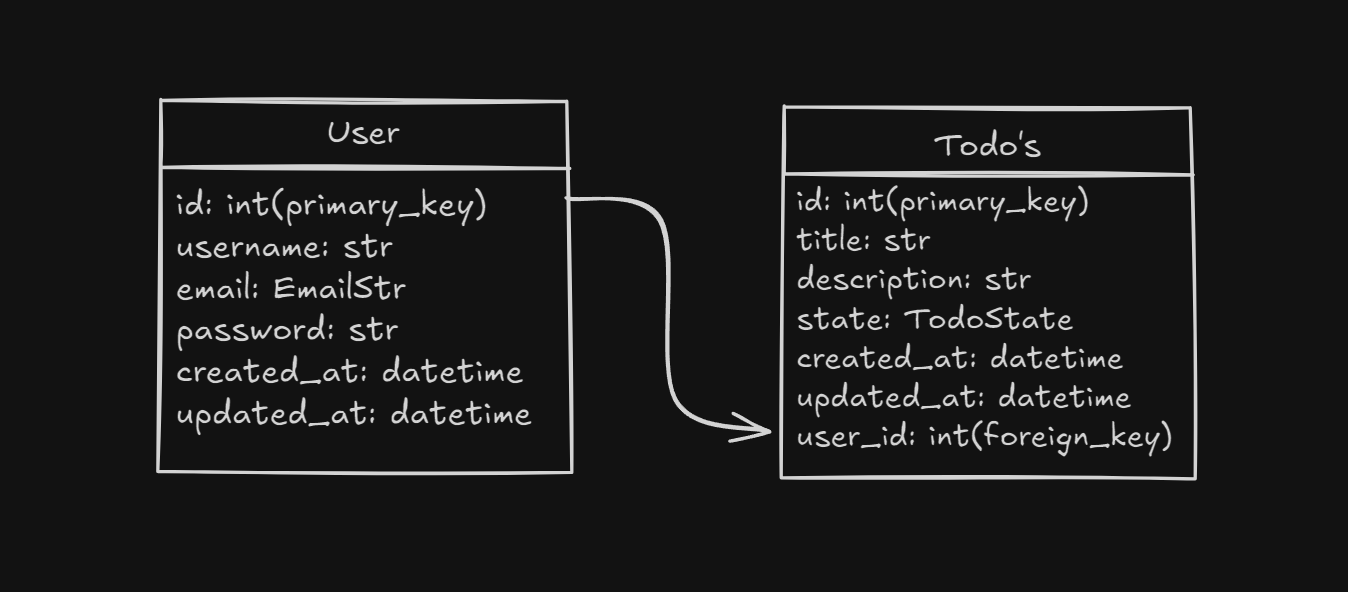 User
id: int(primary_key)
username: str
email: EmailStr
password: str
created_at: datetime
updated_at: datetime
Todo's
id: int(primary_key)
title: str
description: str
state: TodoState
created_at: datetime
updated_at: datetime
user_id: int(foreign_key)